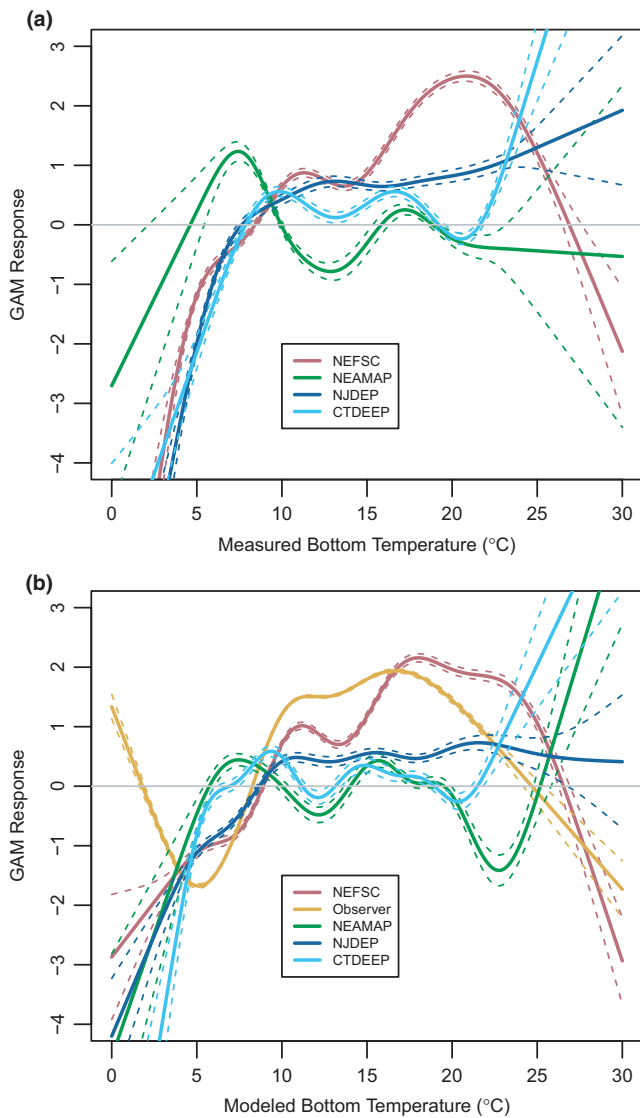 (a)
3
2
1
0
−1
−2
−3
−4
GAM Response
NEFSC
NEAMAP
NJDEP
CTDEEP
0 5 10 15 20 25 30
Measured Bottom Temperature (°C)
(b)
3
2
1
0
−1
−2
−3
−4
GAM Response
NEFSC
Observer
NEAMAP
NJDEP
CTDEEP
0 5 10 15 20 25 30
Modeled Bottom Temperature (°C)